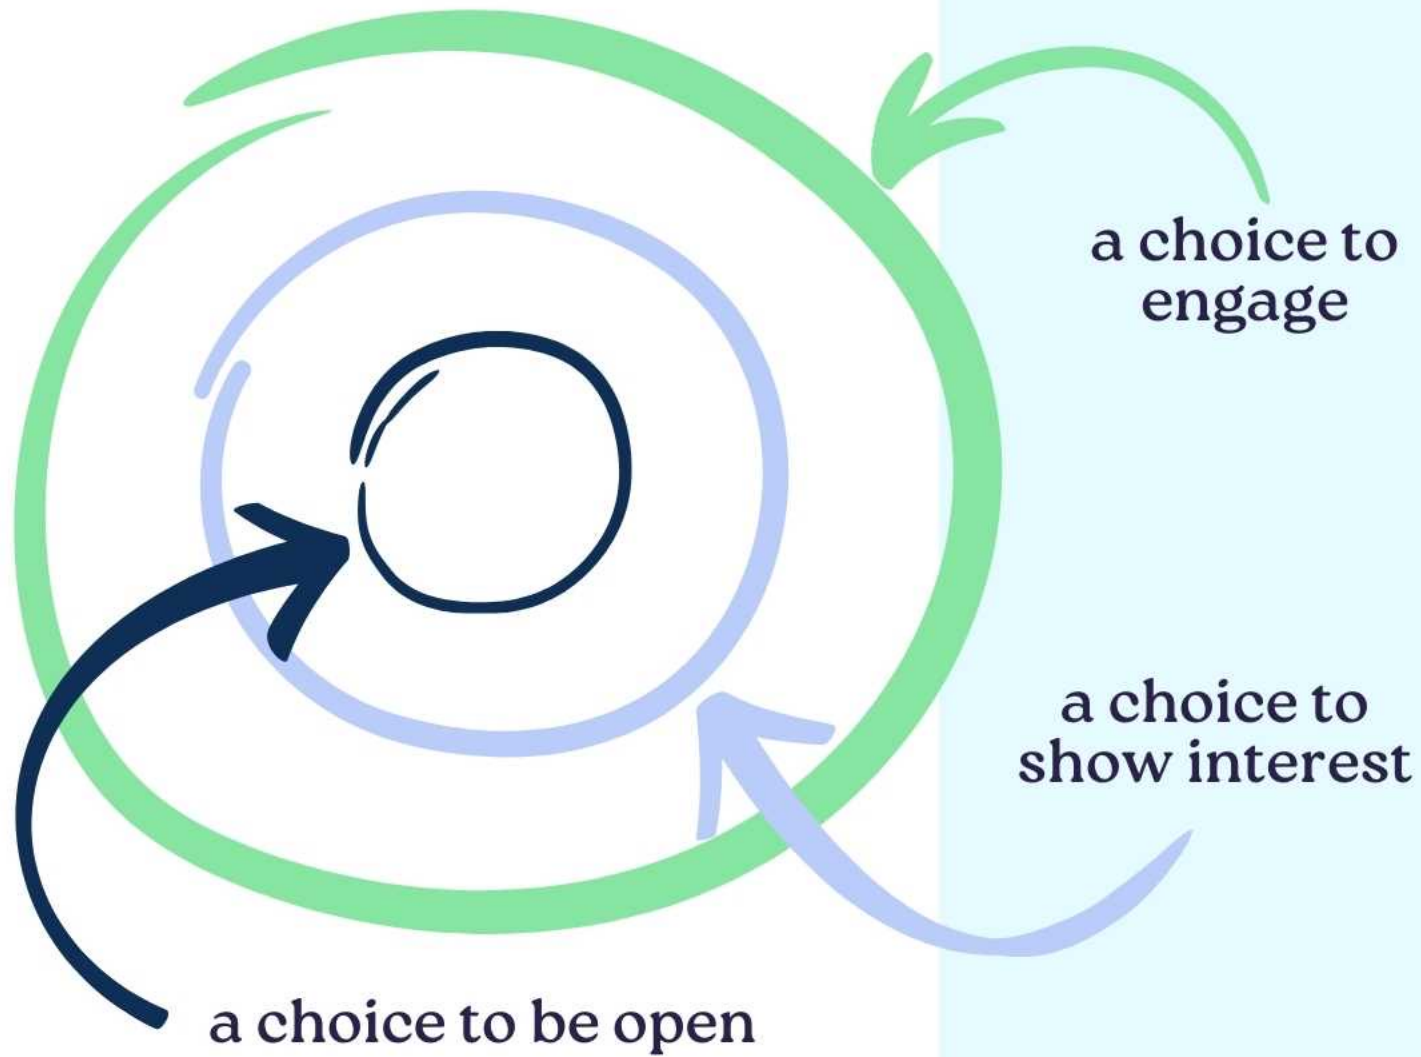 a choice to
engage
a choice to
show interest
a choice to be open